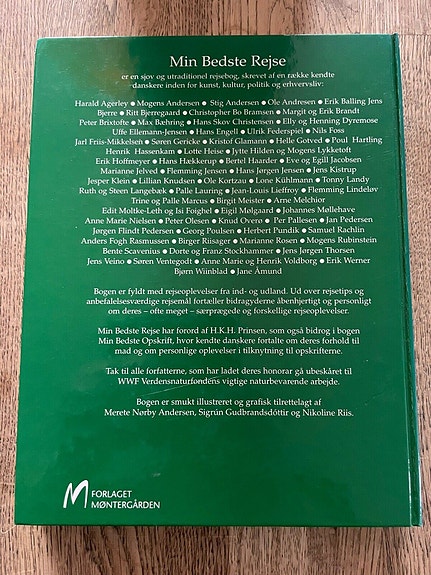 Min Bedste Rejse
er en sjov og utraditionel rejsebog, skrevet af en række kendte
danskere inden for kunst, kultur, politik og erhvervsliv:
Harald Agerley ● Mogens Andersen ● Stig Andersen ● Ole Andresen ● Erik Balling Jens
Bjerre ● Ritt Bjerregaard ● Christopher Bo Bramsen ● Margit og Erik Brandt
Peter Brixtofte ● Max Bæhring ● Hans Skov Christensen ● Elly og Henning Dyremose
Uffe Ellemann-Jensen ● Hans Engell ● Ulrik Federspiel ● Nils Foss
Jarl Friis-Mikkelsen ● Søren Gericke ● Kristof Glamann ● Helle Gotved ● Poul Hartling
Henrik Hassenkam ● Lotte Heise ● Jytte Hilden og Mogens Lykketoft
Erik Hoffmeyer ● Hans Hækkerup ● Bertel Haarder ● Eve og Egill Jacobsen
Marianne Jelved ● Flemming Jensen ● Hans Jørgen Jensen ● Jens Kistrup
Jesper Klein ● Lillian Knudsen ● Ole Kortzau ● Lone Kühlmann ● Tonny Landy
Ruth og Steen Langebæk ● Palle Lauring ● Jean-Louis Lieffroy ● Flemming Lindeløv
Trine og Palle Marcus ● Birgit Meister ● Arne Melchior
Edit Moltke-Leth og Isi Foighel ● Eigil Mølgaard ● Johannes Møllehave
Anne Marie Nielsen ● Peter Olesen ● Knud Overø ● Per Pallesen ● Jan Pedersen
Jørgen Flindt Pedersen ● Georg Poulsen ● Herbert Pundik ● Samuel Rachlin
Anders Fogh Rasmussen ● Birger Riisager ● Marianne Rosen ● Mogens Rubinstein
Bente Scavenius ● Dorte og Franz Stockhammer ● Jens Jørgen Thorsen
Jens Veino ● Søren Ventegodt ● Anne Marie og Henrik Voldborg ● Erik Werner
Bjørn Wiinblad ● Jane Åmund
Bogen er fyldt med rejseoplevelser fra ind- og udland. Ud over rejsetips og
anbefalelsesværdige rejsemål fortæller bidragyderne åbenhjertigt og personligt
om deres – ofte meget – særprægede og forskellige rejseoplevelser.
Min Bedste Rejse har forord af H.K.H. Prinsen, som også bidrog i bogen
Min Bedste Opskrift, hvor kendte danskere fortalte om deres forhold til
mad og om personlige oplevelser i tilknytning til opskrifterne.
Tak til alle forfatterne, som har ladet deres honorar gå ubeskåret til
WWF Verdensnaturfondens vigtige naturbevarende arbejde.
Bogen er smukt illustreret og grafisk tilrettelagt af
Merete Nørby Andersen, Sigrún Gudbrandsdóttir og Nikoline Riis.
FORLAGET
MØNTERGÅRDEN